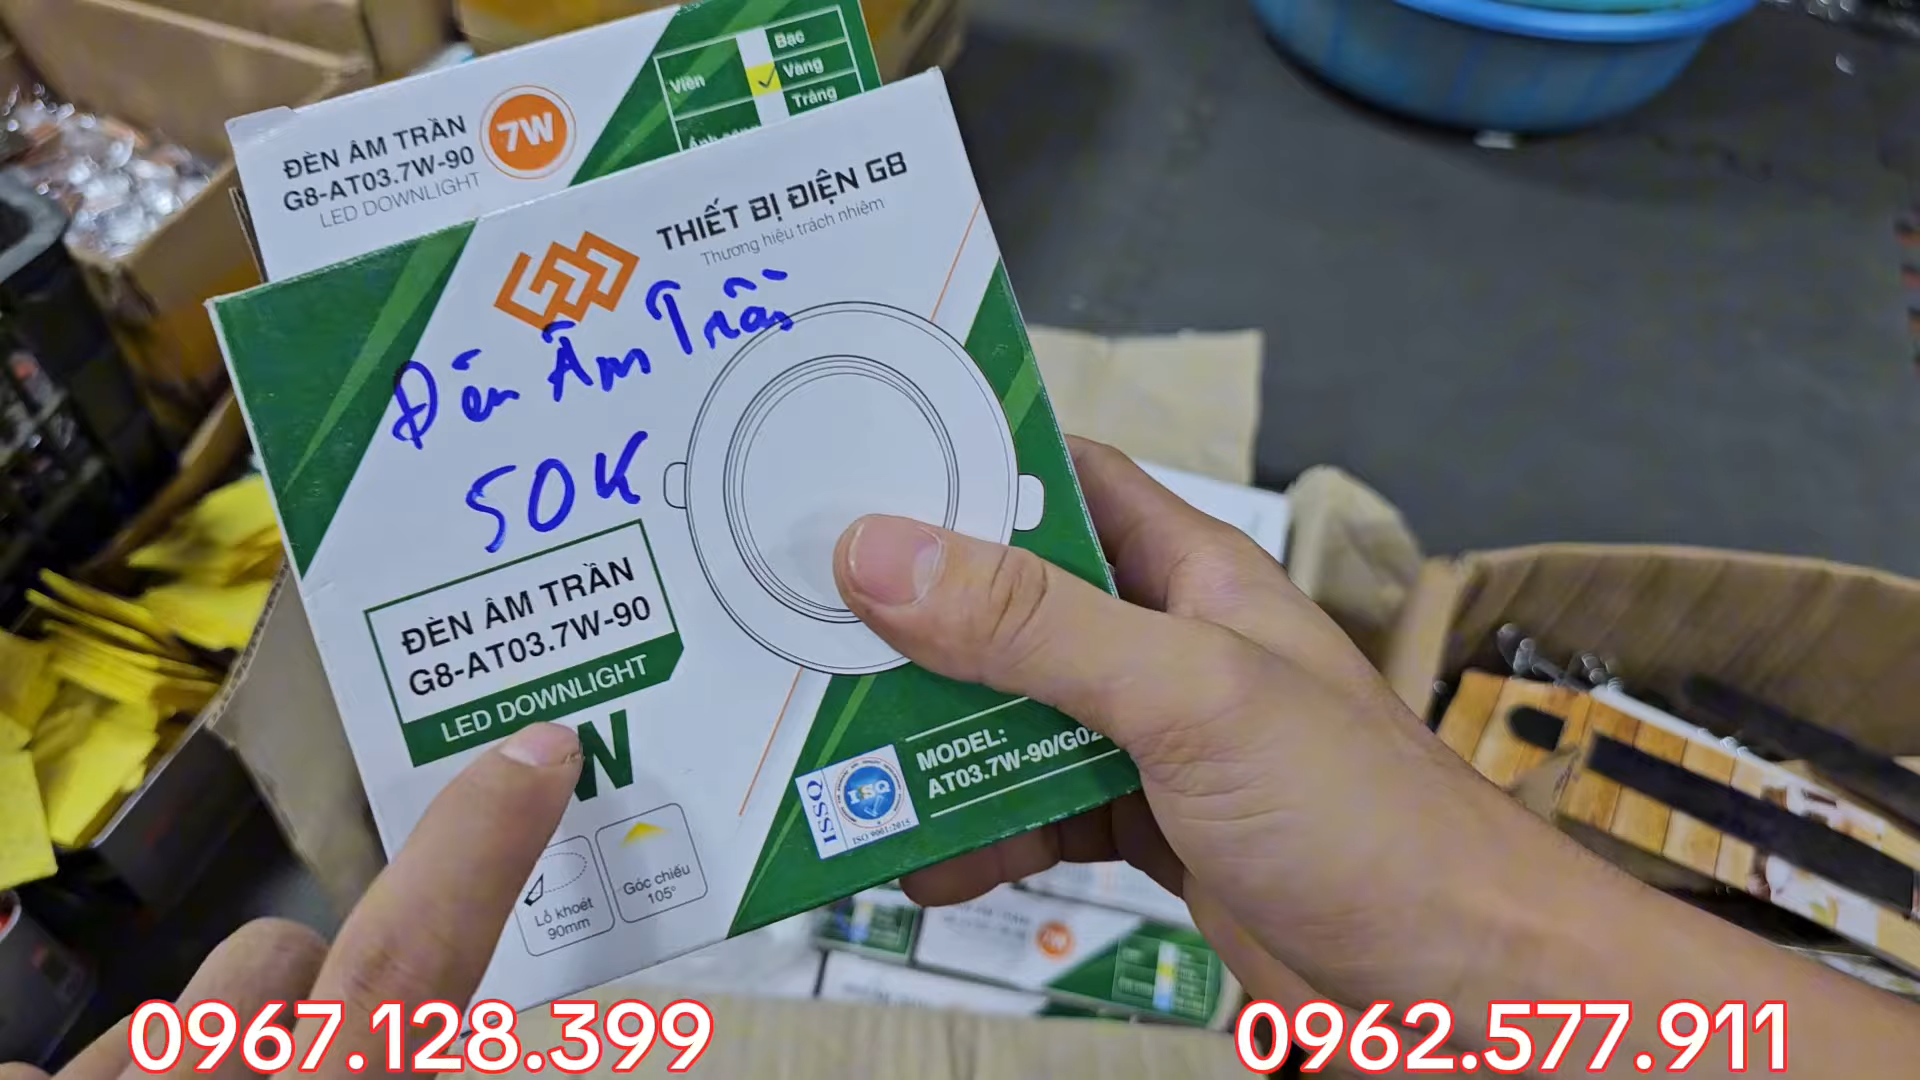 Bạc
Viền
Vàng
Trắng
ĐÈN ÂM TRẦN
7W
G8-AT03.7W-90
LED DOWNLIGHT
THIẾT BỊ ĐIỆN G8
Thương hiệu trách nhiệm
Đèn Âm Trần
50K
ĐÈN ÂM TRẦN
G8-AT03.7W-90
LED DOWNLIGHT
W
MODEL:
AT03.7W-90/G02
ISSQ
ISSQ
ISO 9001:2015
Lỗ khoét
90mm
Góc chiếu
105°
7W
0967.128.399
0962.577.911